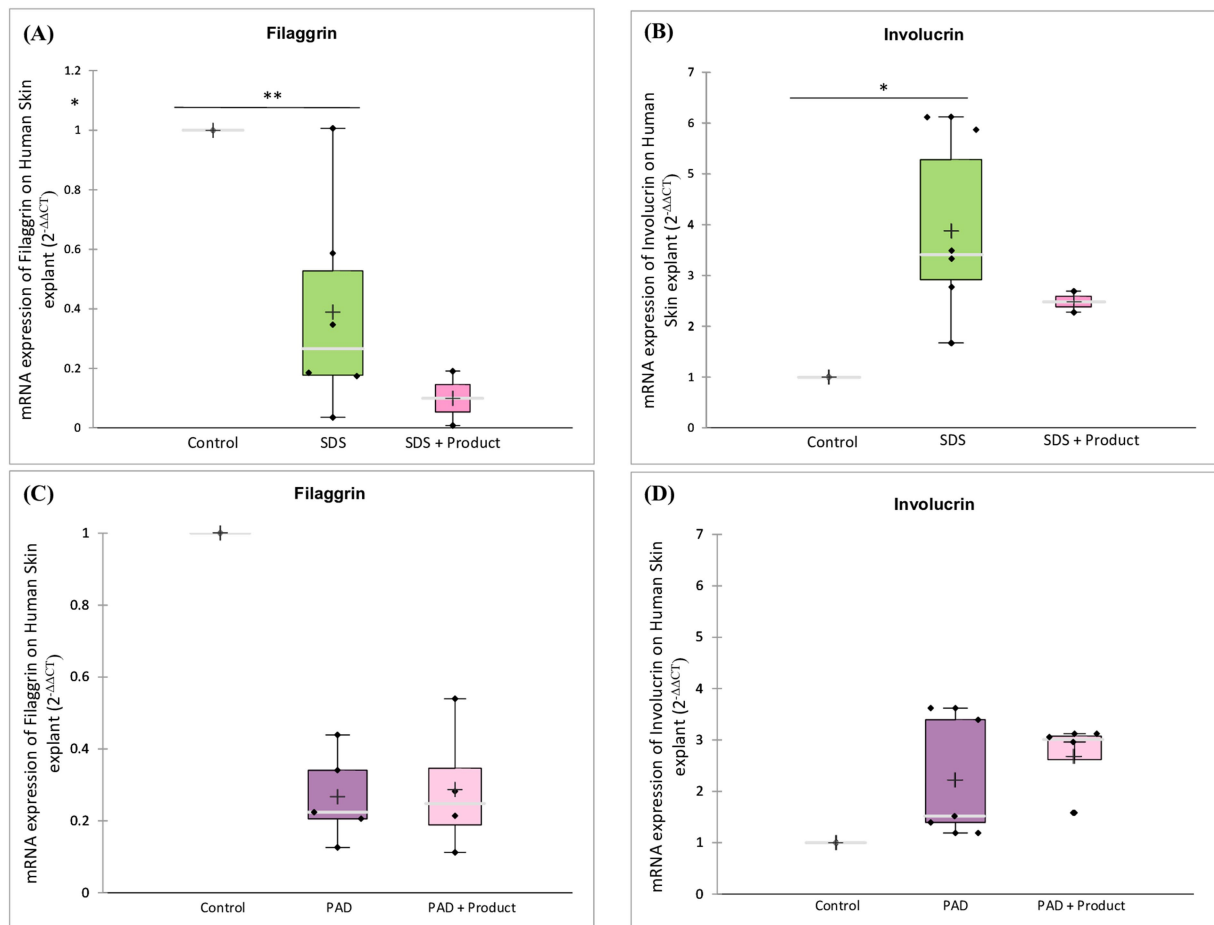 (A)
Filaggrin
mRNA expression of Filaggrin on Human Skin
explant (2-ΔΔCT)
1.2
1
0.8
0.6
0.4
0.2
0
*
**
Control
SDS
SDS + Product
(B)
Involucrin
mRNA expression of Involucrin on Human
Skin explant (2-ΔΔCT)
7
6
5
4
3
2
1
0
*
Control
SDS
SDS + Product
(C)
Filaggrin
mRNA expression of Filaggrin on Human Skin
explant (2-ΔΔCT)
1
0.8
0.6
0.4
0.2
0
Control
PAD
PAD + Product
(D)
Involucrin
mRNA expression of Involucrin on Human Skin
explant (2-ΔΔCT)
7
6
5
4
3
2
1
0
Control
PAD
PAD + Product